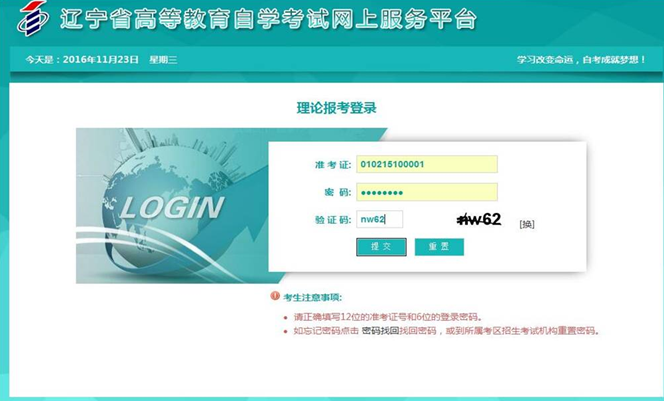 辽宁省高等教育自学考试网上服务平台
今天是：2016年11月23日 星期三
学习改变命运，自考成就梦想！
理论报考登录
LOGIN
准考证: 010215100001
密 码: ••••••••
验证码: nw62 nw62 [换]
提 交 重 置
考生注意事项:
• 请正确填写12位的准考证号和6位的登录密码。
• 如忘记密码点击 密码找回找回密码，或到所属考区招生考试机构重置密码。